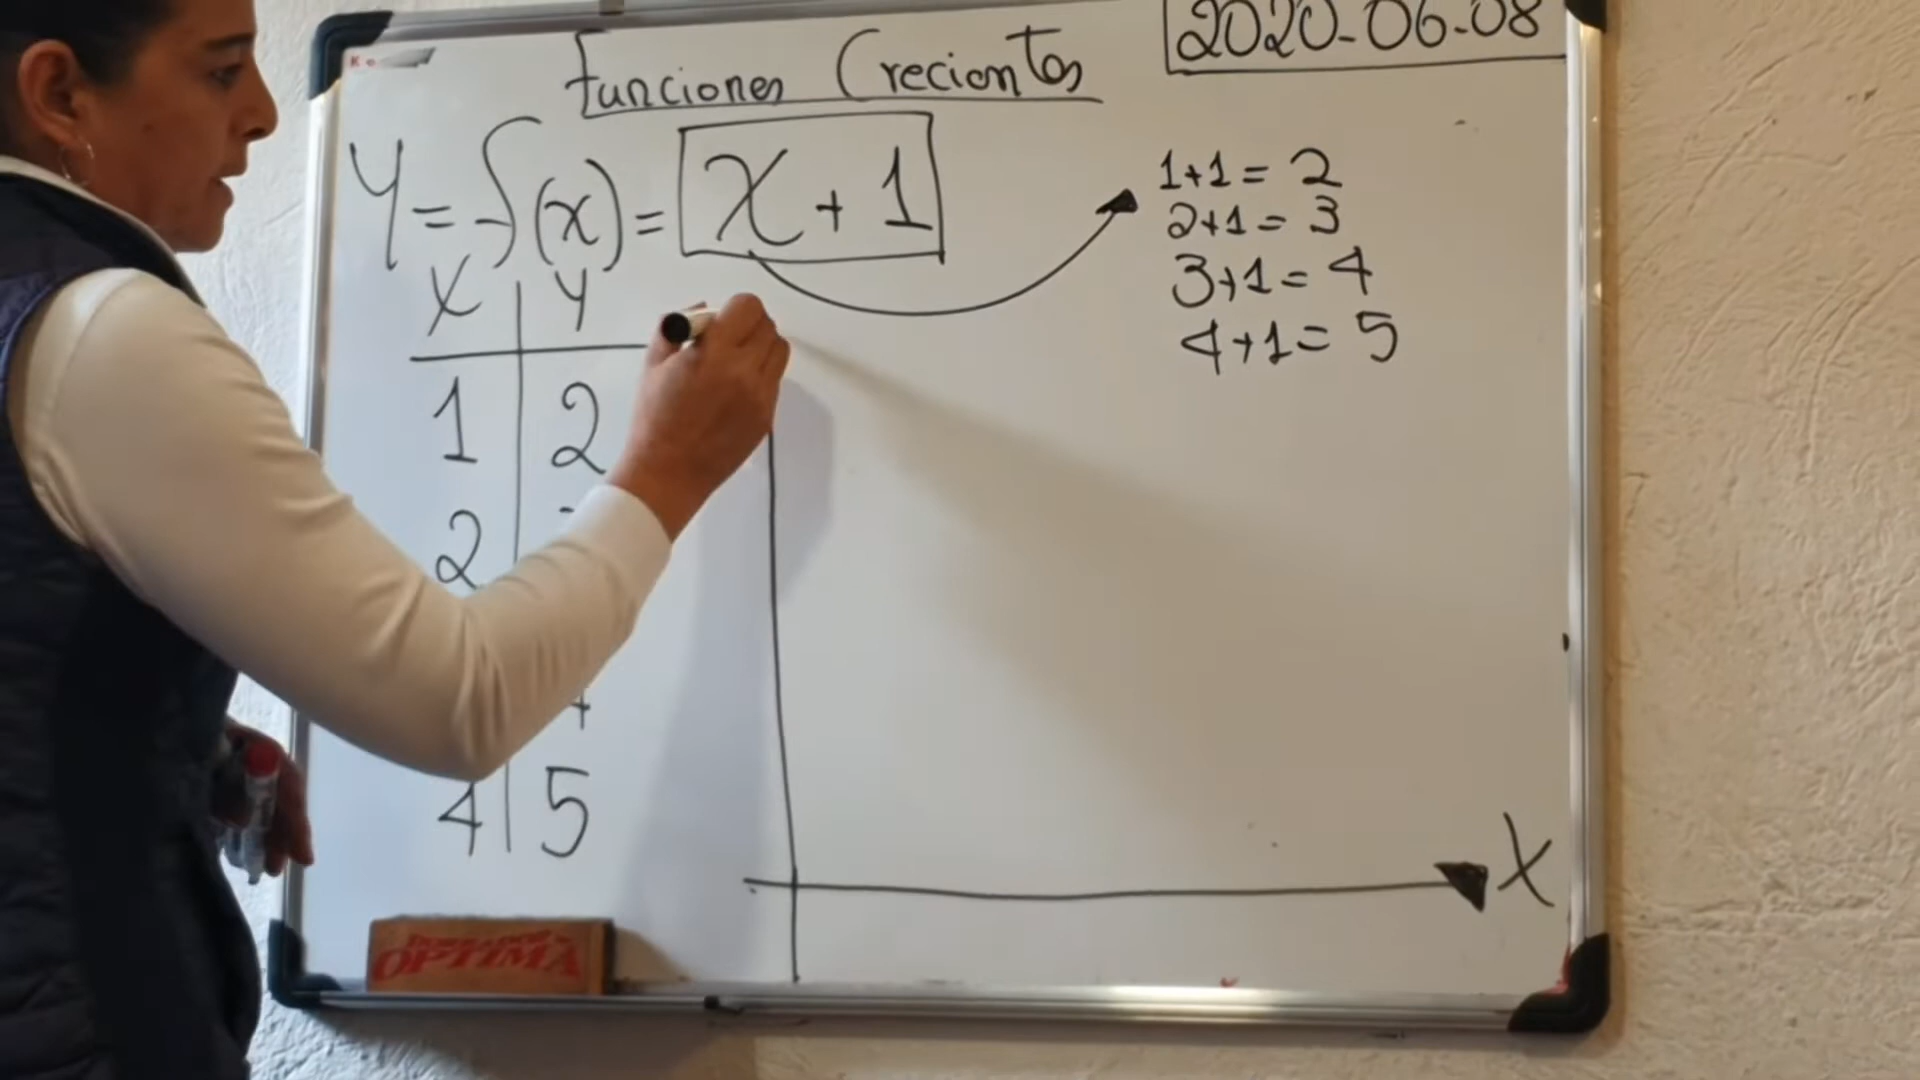 Funciones Crecientes
2020-06-08
Y = f(x) = x + 1
1+1 = 2
2+1 = 3
3+1 = 4
4+1 = 5
X Y
1 2
2
4 5
X
OPTIMA